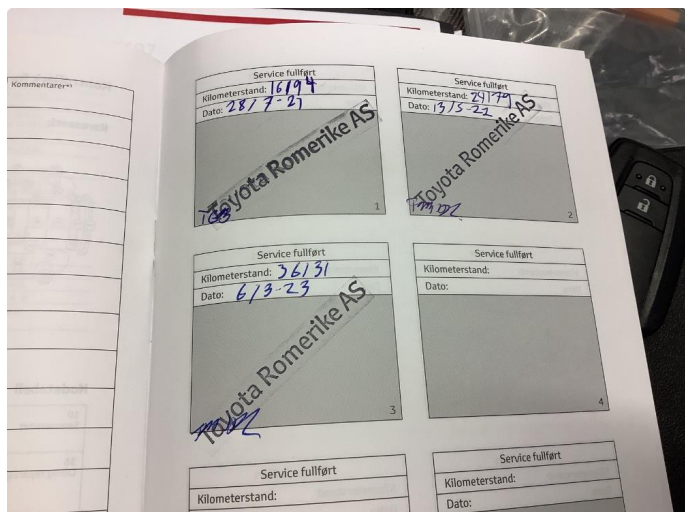 Kommentarer*)
Service fullført
Kilometerstand: 16194
Dato: 28/7-21
Toyota Romerike AS
1
Service fullført
Kilometerstand: 24179
Dato: 13/5-22
Toyota Romerike AS
2
Service fullført
Kilometerstand: 36131
Dato: 6/3-23
Toyota Romerike AS
3
Service fullført
Kilometerstand:
Dato:
4
Service fullført
Kilometerstand:
Service fullført
Kilometerstand:
Dato: